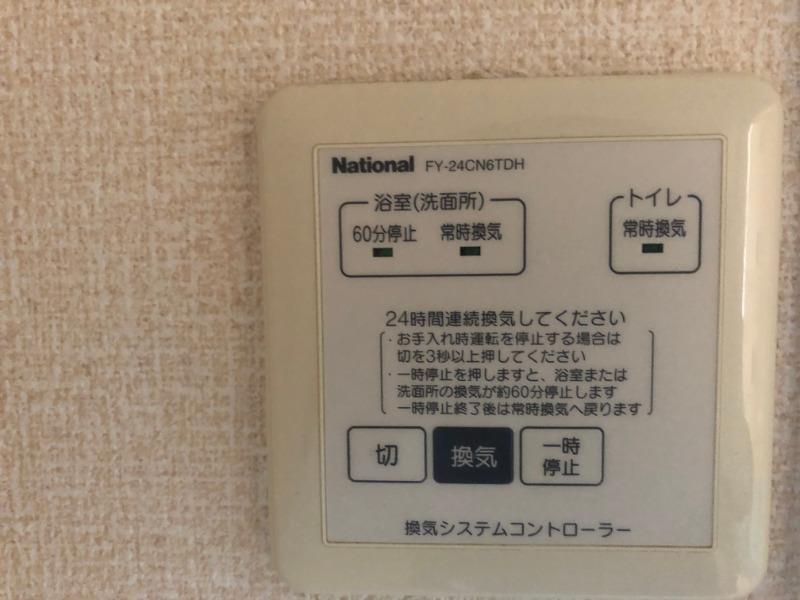 National FY-24CN6TDH
浴室(洗面所)
トイレ
60分停止 常時換気
常時換気
24時間連続換気してください
・お手入れ時運転を停止する場合は
切を3秒以上押してください
・一時停止を押しますと、浴室または
洗面所の換気が約60分停止します
一時停止終了後は常時換気へ戻ります
切
換気
一時
停止
換気システムコントローラー